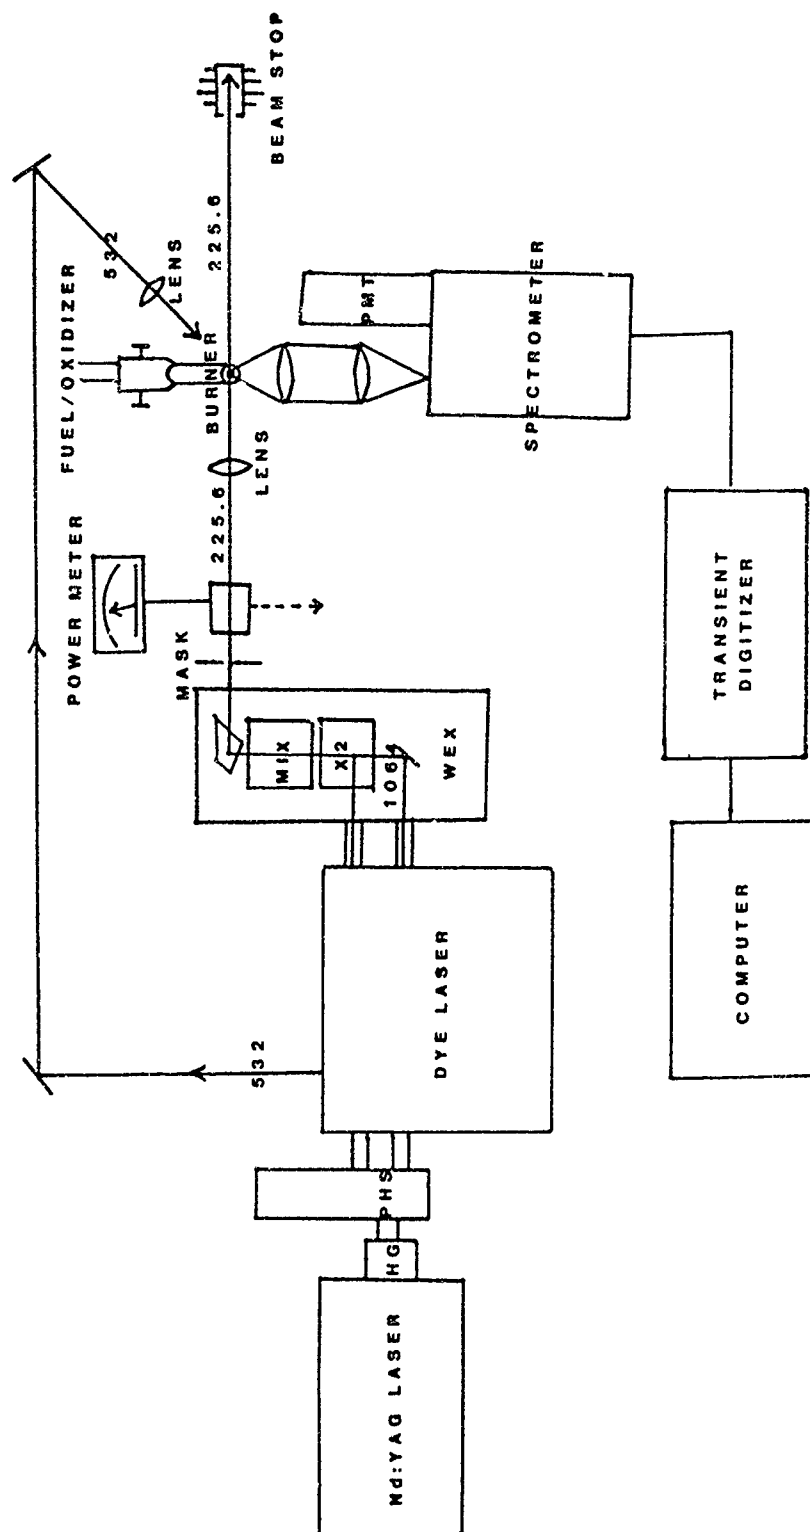 FUEL/OXIDIZER
532
LENS
225.6
BEAM STOP
BURNER
POWER METER
225.6
LENS
PMT
SPECTROMETER
MASK
MIX
X2
1064
WEX
TRANSIENT
DIGITIZER
532
DYE LASER
COMPUTER
PHS
HG
Nd:YAG LASER